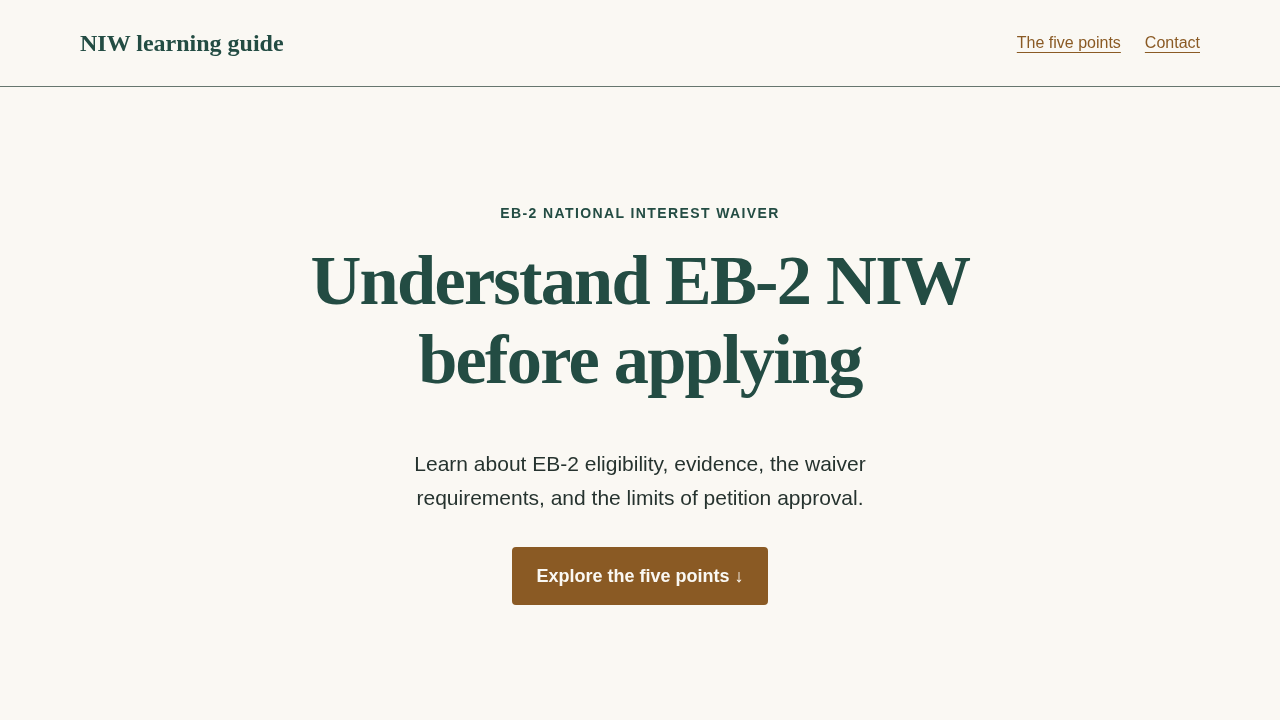 NIW learning guide
The five points
Contact
EB-2 NATIONAL INTEREST WAIVER
Understand EB-2 NIW
before applying
Learn about EB-2 eligibility, evidence, the waiver
requirements, and the limits of petition approval.
Explore the five points ↓